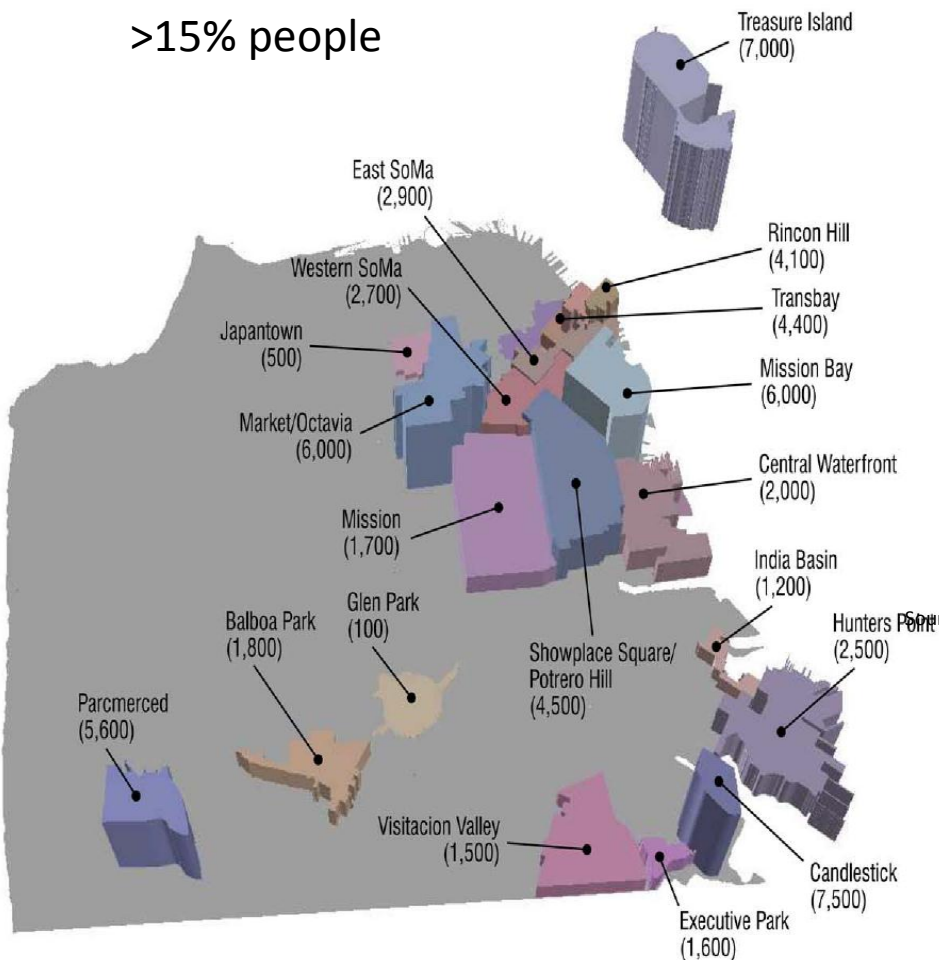 >15% people
Treasure Island
(7,000)
East SoMa
(2,900)
Rincon Hill
(4,100)
Western SoMa
(2,700)
Transbay
(4,400)
Japantown
(500)
Mission Bay
(6,000)
Market/Octavia
(6,000)
Central Waterfront
(2,000)
Mission
(1,700)
India Basin
(1,200)
Glen Park
(100)
Balboa Park
(1,800)
Hunters Point
(2,500)
Showplace Square/
Potrero Hill
(4,500)
Parcmerced
(5,600)
Visitacion Valley
(1,500)
Candlestick
(7,500)
Executive Park
(1,600)